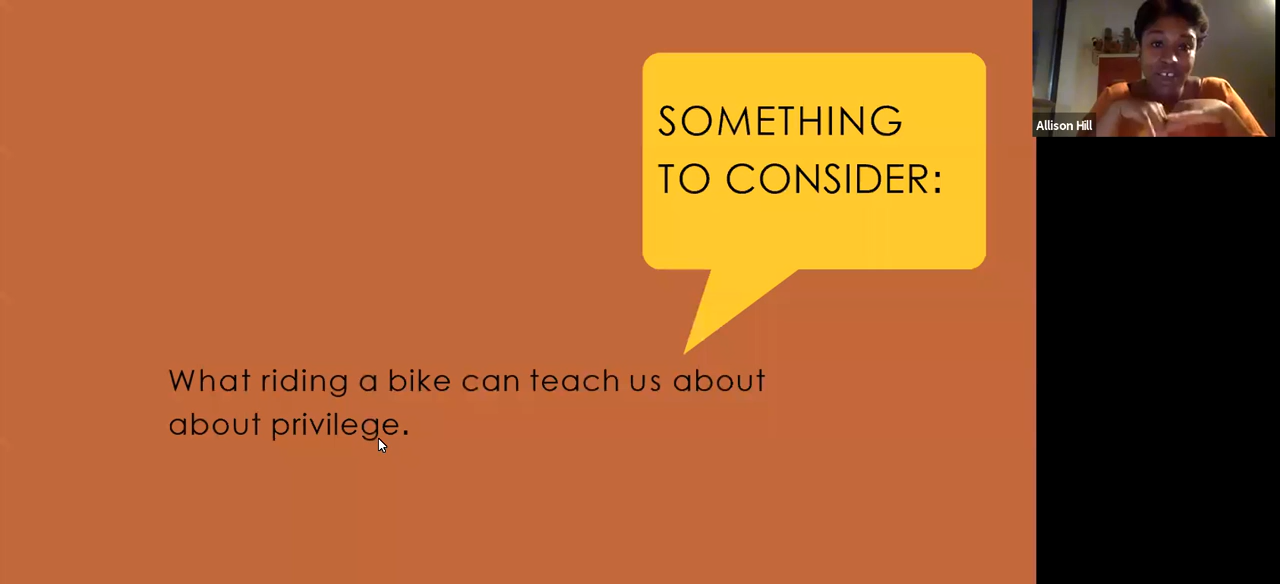 SOMETHING
TO CONSIDER:
What riding a bike can teach us about
about privilege.
Allison Hill